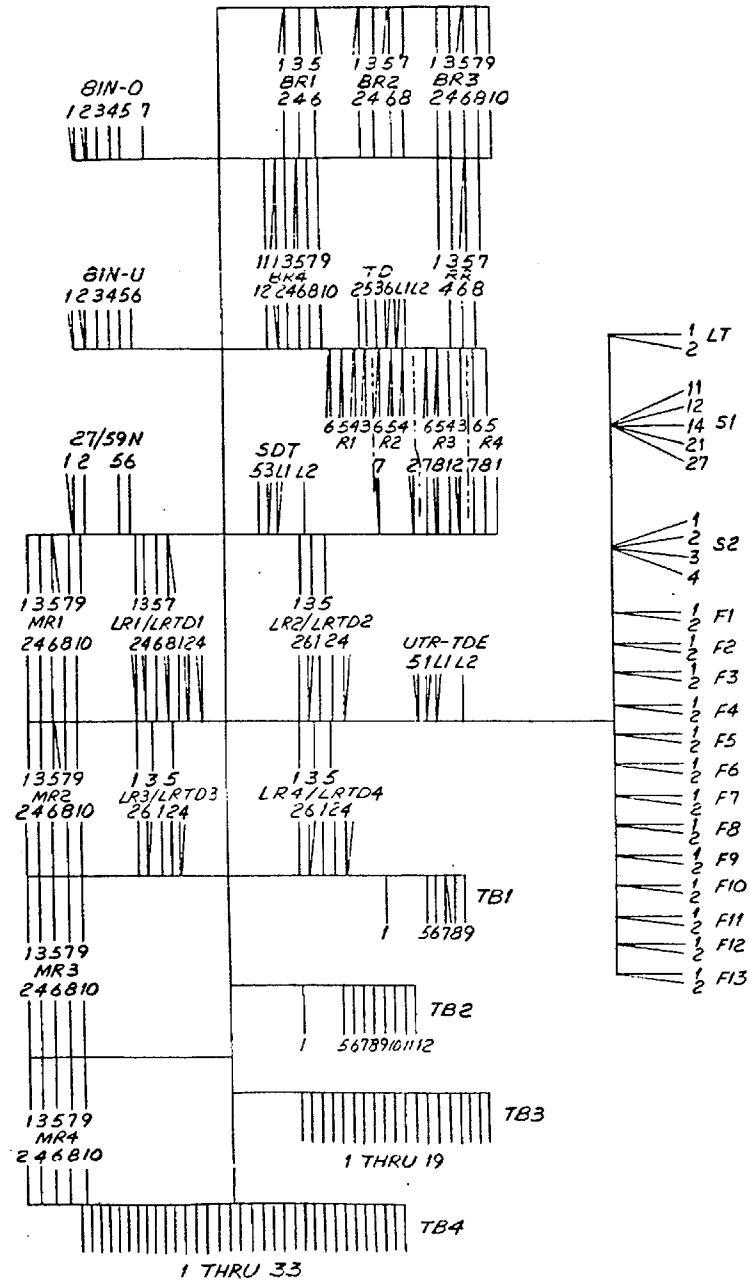 1 3 5
BR1
2 4 6
1 3 5 7
BR2
2 4 6 8
1 3 5 7 9
BR3
2 4 6 8 10
81N-O
1 2 3 4 5 7
11 1 3 5 7 9
BR4
12 2 4 6 8 10
TD
2 5 3 6 L1 L2
1 3 5 7
4 6 8
81N-U
1 2 3 4 5 6
6 5 4 3
R1
6 5 4
R2
7
6 5 4 3
R3
2 7 8 1 2
6 5
R4
7 8 1
27/59N
1 2 5 6
SDT
5 3 L1 L2
1 3 5 7 9
MR1
2 4 6 8 10
1 3 5 7
LR1/LRTD1
2 4 6 8 1 2 4
1 3 5
LR2/LRTD2
2 6 1 2 4
UTR-TDE
5 1 L1 L2
1 3 5 7 9
MR2
2 4 6 8 10
1 3 5
LR3/LRTD3
2 6 1 2 4
1 3 5
LR4/LRTD4
2 6 1 2 4
TB1
1 5 6 7 8 9
1 3 5 7 9
MR3
2 4 6 8 10
TB2
1 5 6 7 8 9 10 11 12
1 3 5 7 9
MR4
2 4 6 8 10
TB3
1 THRU 19
TB4
1 THRU 33
1 LT
2
11
12
14 S1
21
27
1
2 S2
3
4
1 F1
2
1 F2
2
1 F3
2
1 F4
2
1 F5
2
1 F6
2
1 F7
2
1 F8
2
1 F9
2
1 F10
2
1 F11
2
1 F12
2
1 F13
2